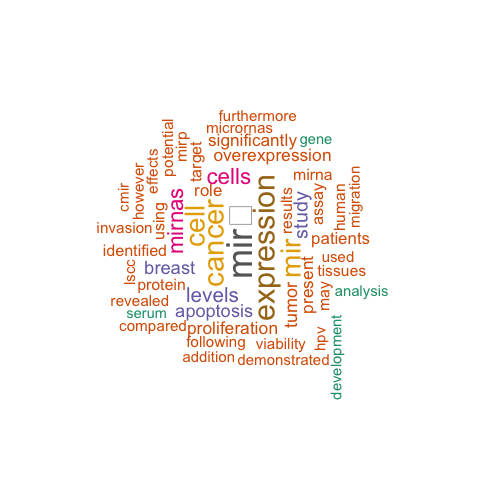 furthermore
micrornas
significantly
gene
overexpression
potential
mirp
target
effects
however
cmir
cells
role
mirna
mirnas
using
cell
cancer
mir□
expression
mir
results
study
assay
human
migration
invasion
identified
patients
breast
lscc
protein
levels
tumor
present
used
tissues
may
analysis
revealed
serum
apoptosis
compared
proliferation
hpv
following
viability
addition
demonstrated
development